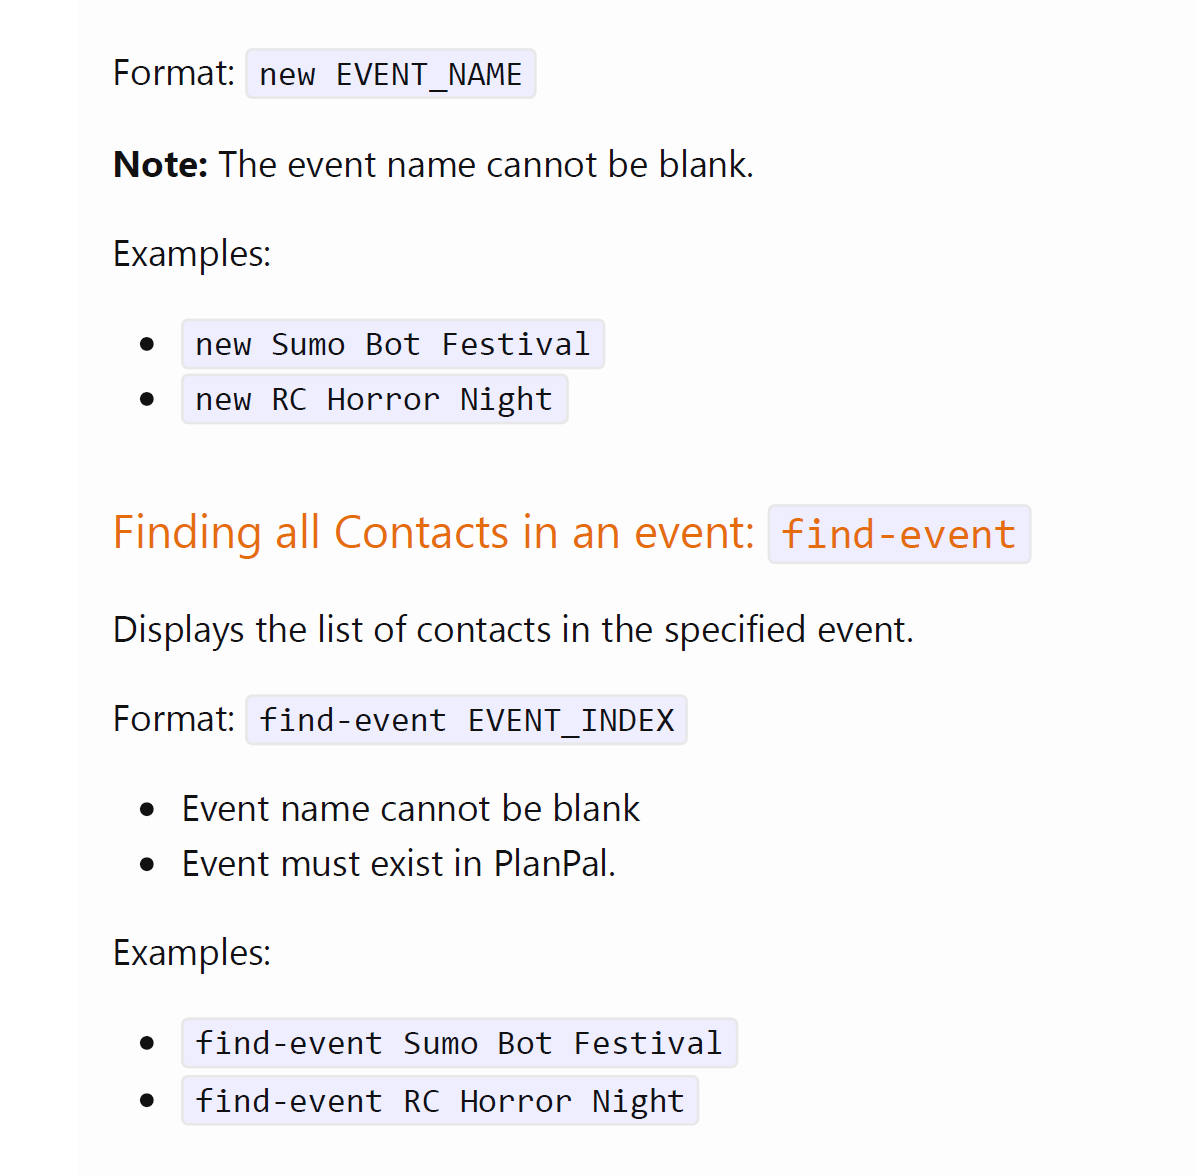 Format: new EVENT_NAME
Note: The event name cannot be blank.
Examples:
new Sumo Bot Festival
new RC Horror Night
Finding all Contacts in an event: find-event
Displays the list of contacts in the specified event.
Format: find-event EVENT_INDEX
Event name cannot be blank
Event must exist in PlanPal.
Examples:
find-event Sumo Bot Festival
find-event RC Horror Night